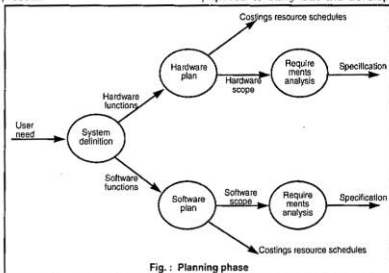 Costings resource schedules
Hardware
plan
Require
ments
analysis
Specification
Hardware
scope
Hardware
functions
User
need
System
definition
Software
functions
Software
plan
Software
scope
Require
ments
analysis
Specification
Costings resource schedules
Fig. : Planning phase